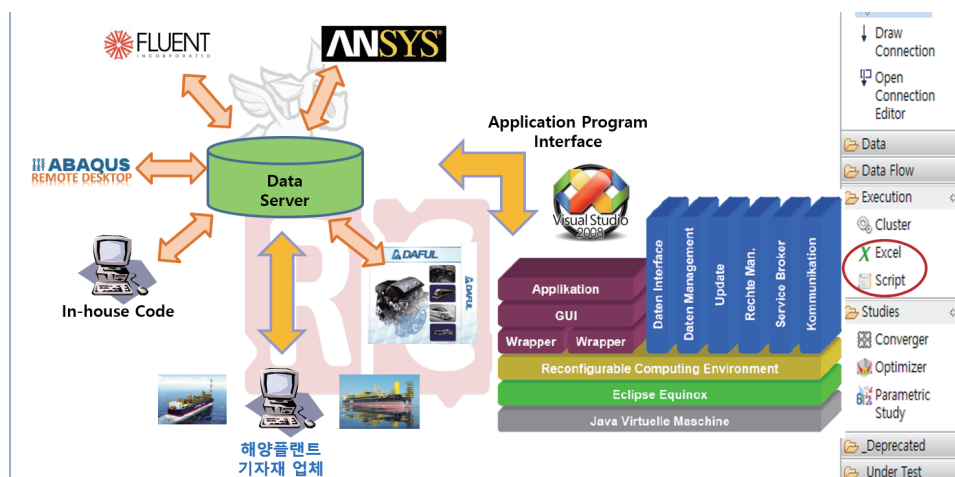 FLUENT
INCORPORATED
ANSYS®
ABAQUS
REMOTE DESKTOP
Data
Server
Application Program
Interface
Visual Studio
2008
DAFUL
DAFUL
In-house Code
해양플랜트
기자재 업체
Applikation
GUI
Wrapper
Wrapper
Daten Interface
Daten Management
Update
Rechte Man.
Service Broker
Kommunikation
Reconfigurable Computing Environment
Eclipse Equinox
Java Virtuelle Maschine
Draw
Connection
Open
Connection
Editor
Data
Data Flow
Execution
Cluster
Excel
Script
Studies
Converger
Optimizer
Parametric
Study
_Deprecated
Under Test